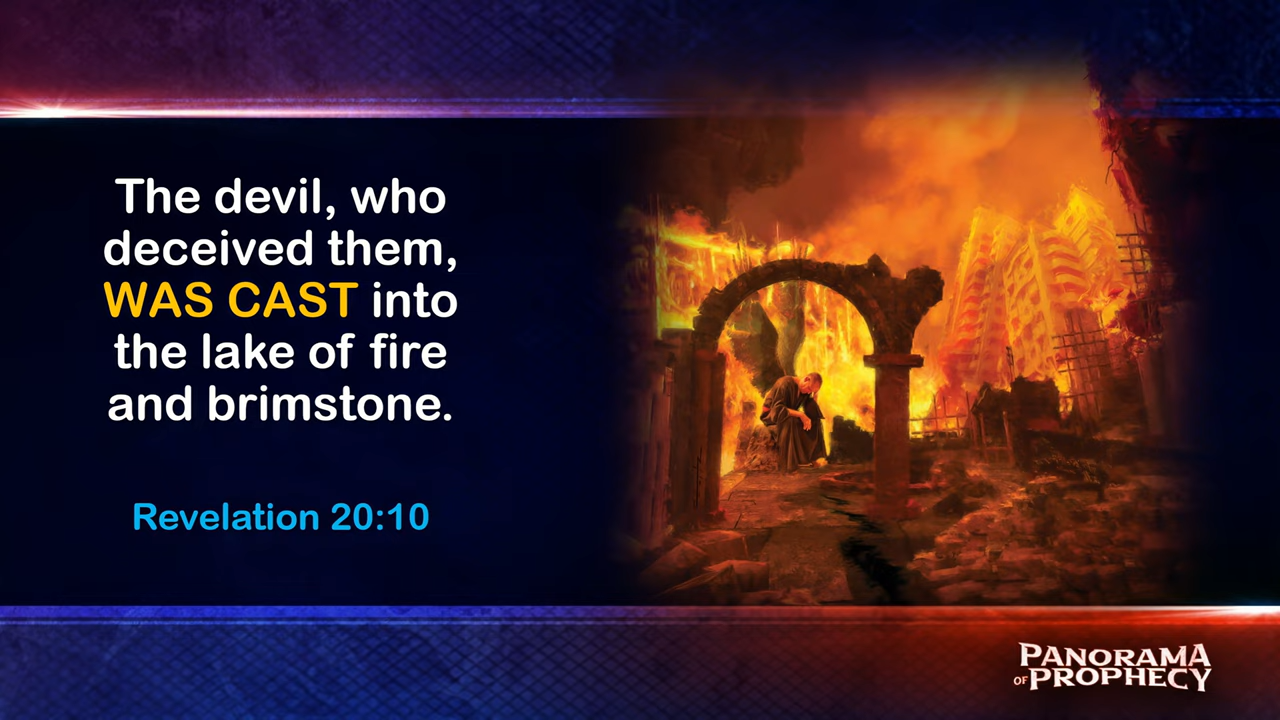 The devil, who
deceived them,
WAS CAST into
the lake of fire
and brimstone.
Revelation 20:10
PANORAMA
OF PROPHECY